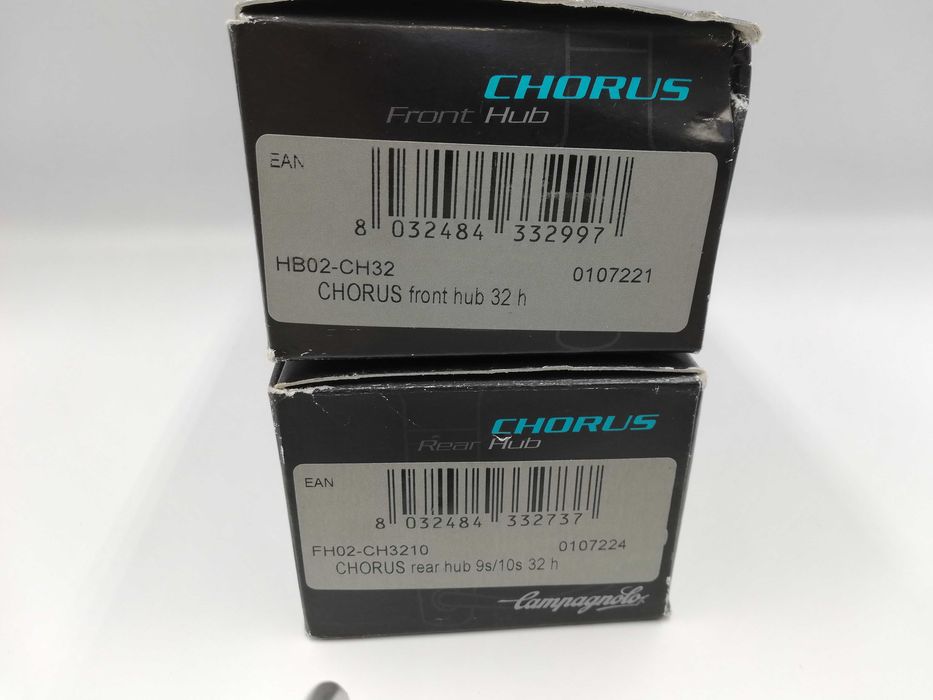 CHORUS
Front Hub
EAN
8 032484 332997
HB02-CH32 0107221
CHORUS front hub 32 h
CHORUS
Rear Hub
EAN
8 032484 332737
FH02-CH3210 0107224
CHORUS rear hub 9s/10s 32 h
Campagnolo